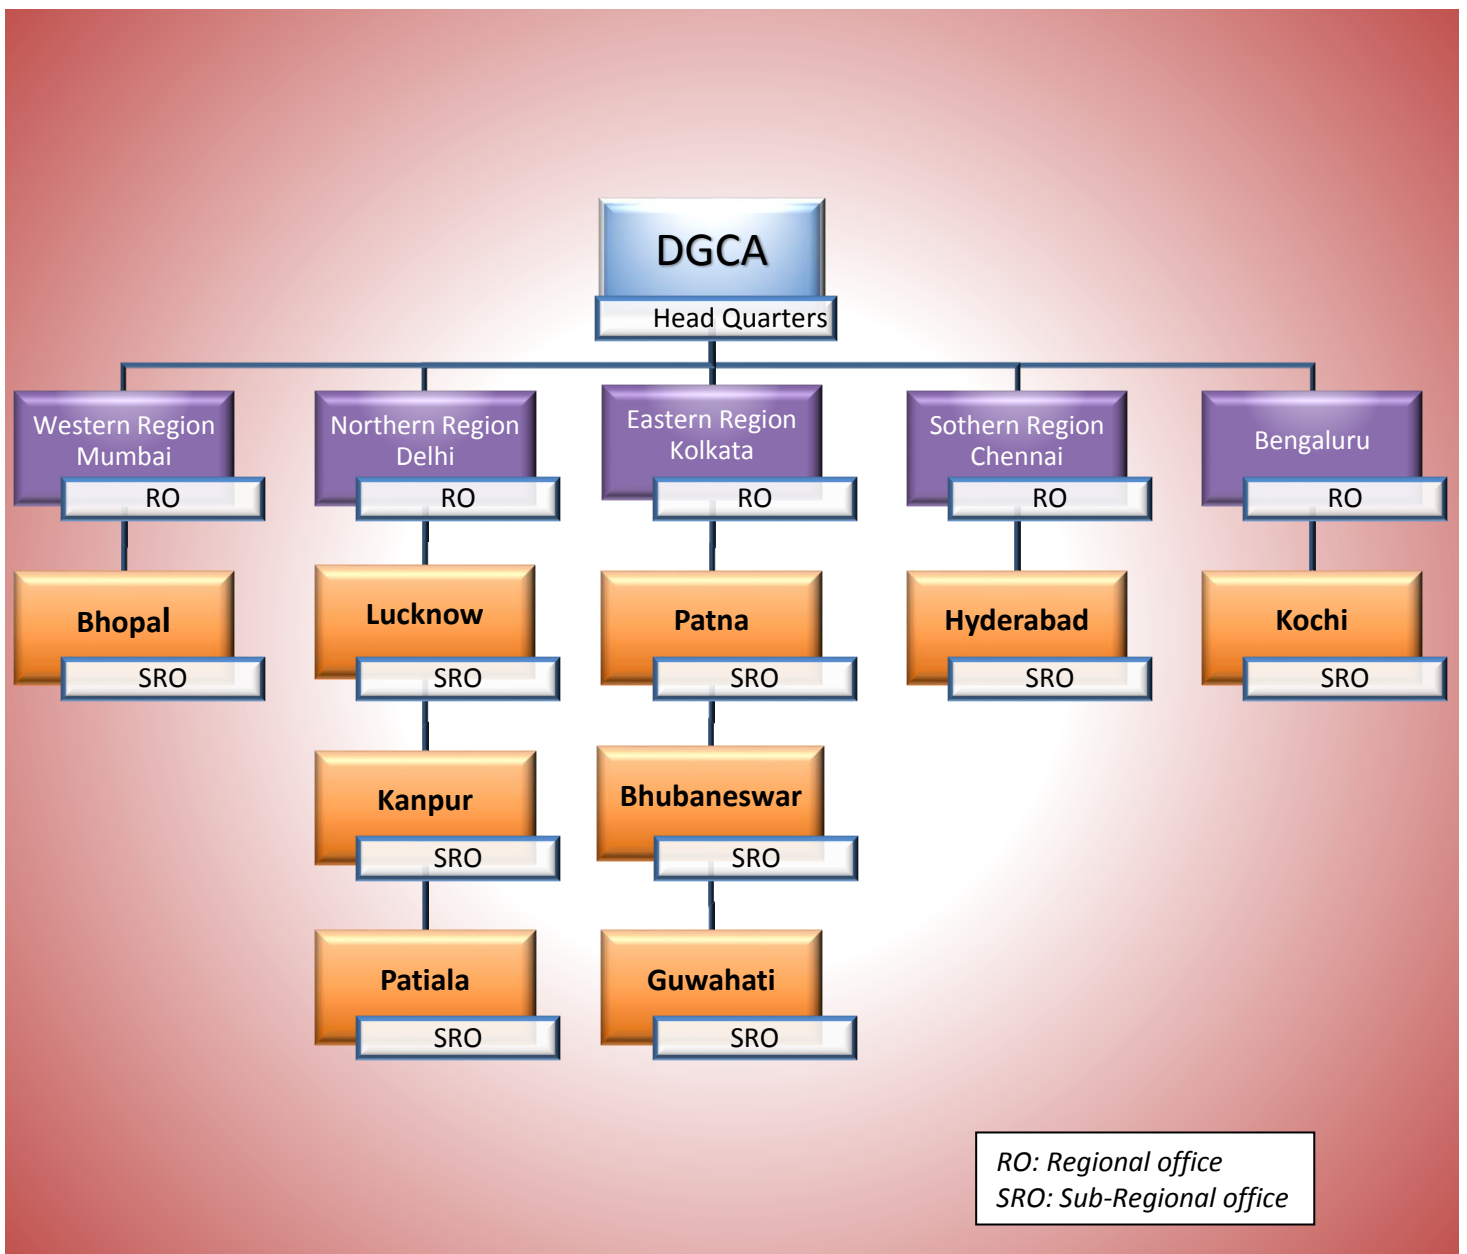 DGCA
Head Quarters
Western Region
Mumbai
RO
Northern Region
Delhi
RO
Eastern Region
Kolkata
RO
Sothern Region
Chennai
RO
Bengaluru
RO
Bhopal
SRO
Lucknow
SRO
Patna
SRO
Hyderabad
SRO
Kochi
SRO
Kanpur
SRO
Bhubaneswar
SRO
Patiala
SRO
Guwahati
SRO
RO: Regional office
SRO: Sub-Regional office